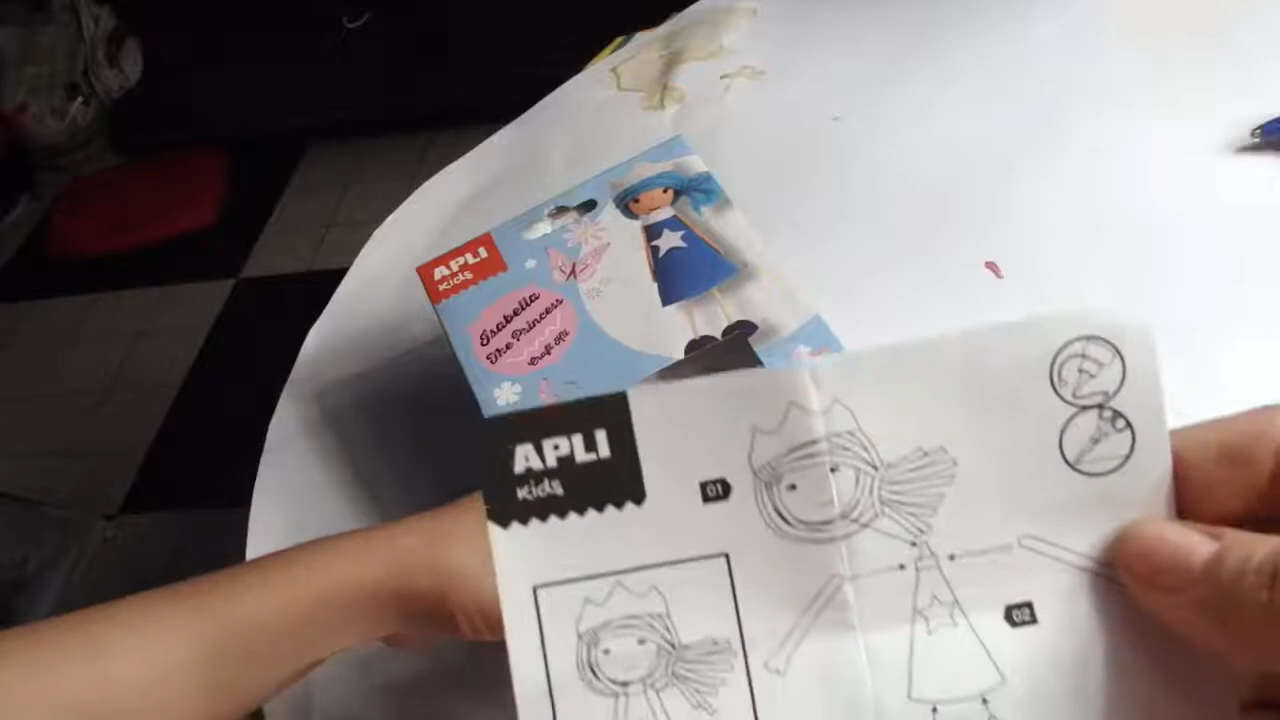 APLI
kids
Isabella
The Princess
Craft Kit
APLI
kids
01
02